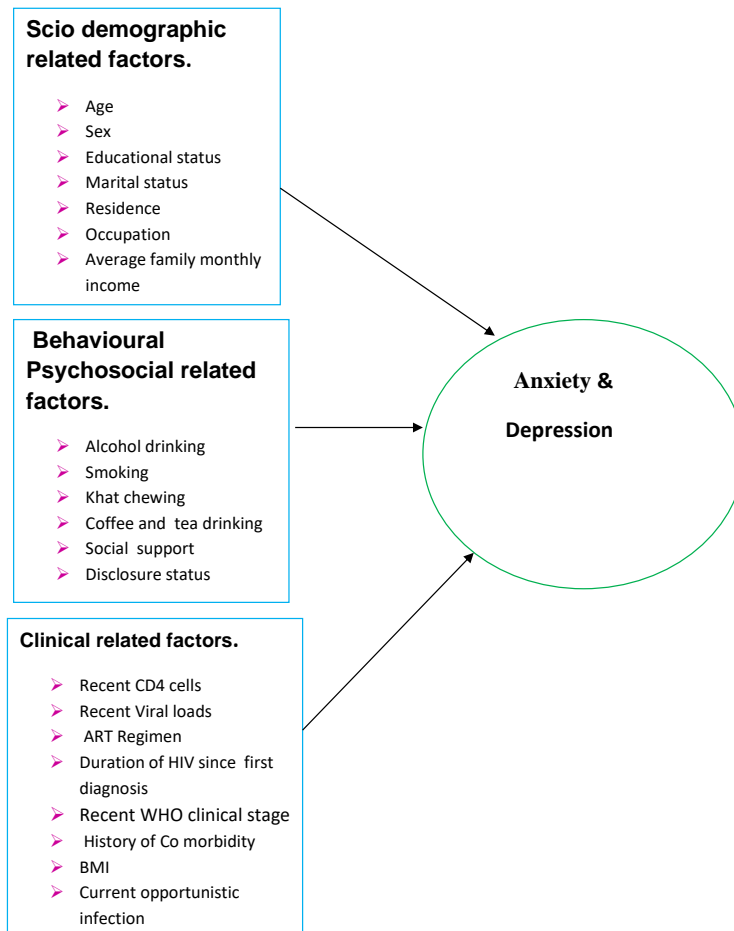 Scio demographic
related factors.
Age
Sex
Educational status
Marital status
Residence
Occupation
Average family monthly
income
Behavioural
Psychosocial related
factors.
Alcohol drinking
Smoking
Khat chewing
Coffee and tea drinking
Social support
Disclosure status
Clinical related factors.
Recent CD4 cells
Recent Viral loads
ART Regimen
Duration of HIV since first
diagnosis
Recent WHO clinical stage
History of Co morbidity
BMI
Current opportunistic
infection
Anxiety &
Depression